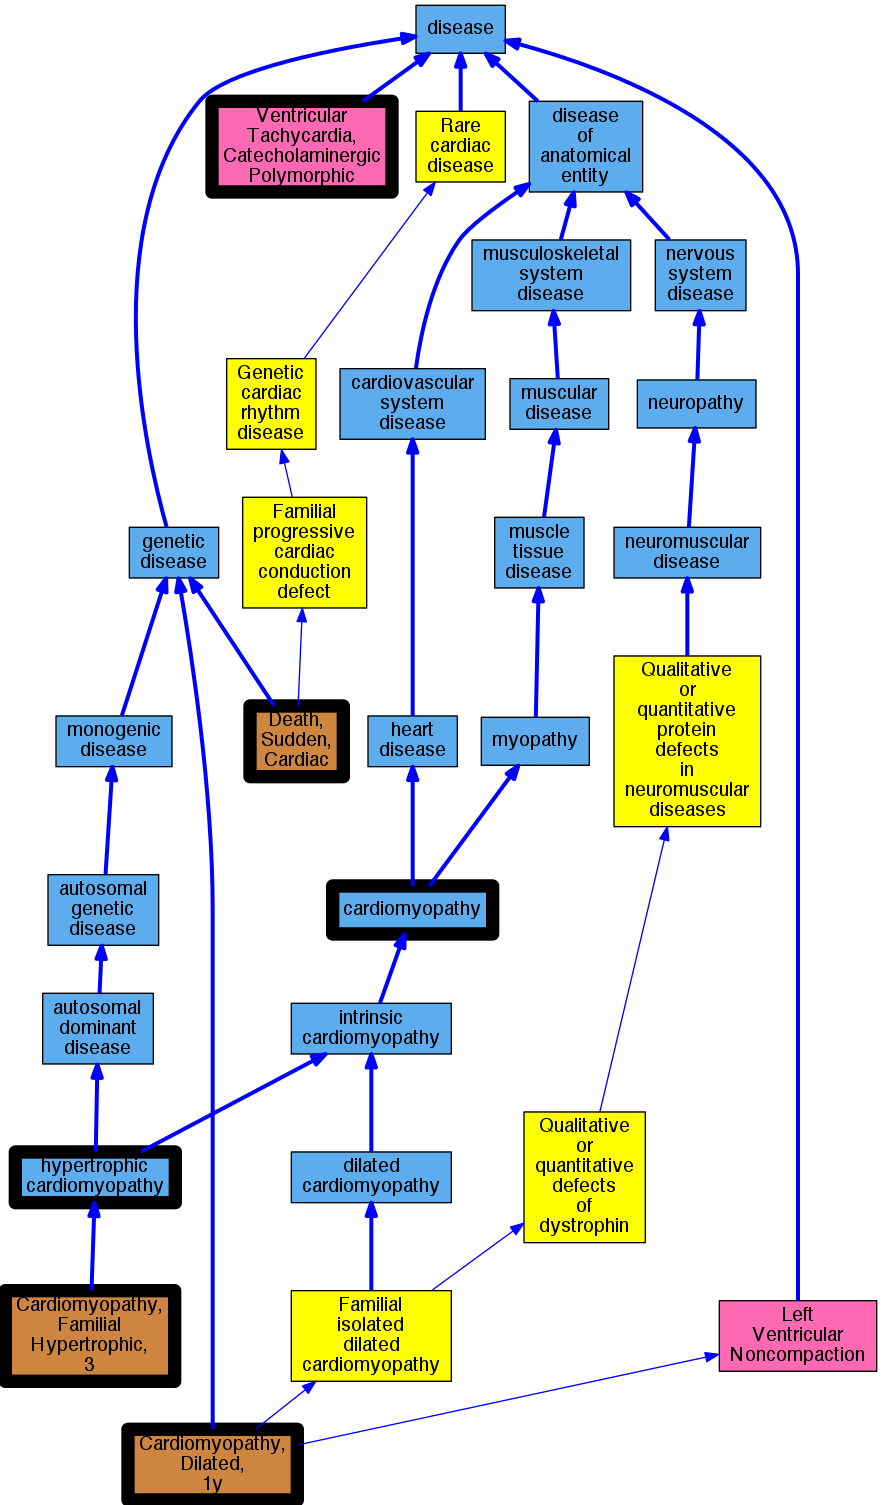 disease
Ventricular
Tachycardia,
Catecholaminergic
Polymorphic
Rare
cardiac
disease
disease
of
anatomical
entity
musculoskeletal
system
disease
nervous
system
disease
Genetic
cardiac
rhythm
disease
cardiovascular
system
disease
muscular
disease
neuropathy
Familial
progressive
cardiac
conduction
defect
genetic
disease
muscle
tissue
disease
neuromuscular
disease
Qualitative
or
quantitative
protein
defects
in
neuromuscular
diseases
monogenic
disease
Death,
Sudden,
Cardiac
heart
disease
myopathy
autosomal
genetic
disease
cardiomyopathy
autosomal
dominant
disease
intrinsic
cardiomyopathy
Qualitative
or
quantitative
defects
of
dystrophin
hypertrophic
cardiomyopathy
dilated
cardiomyopathy
Cardiomyopathy,
Familial
Hypertrophic,
3
Familial
isolated
dilated
cardiomyopathy
Left
Ventricular
Noncompaction
Cardiomyopathy,
Dilated,
1y